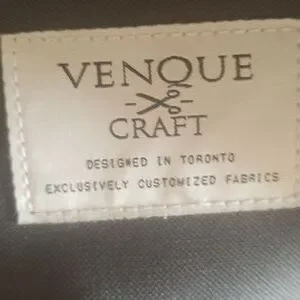 VENQUE
CRAFT
DESIGNED IN TORONTO
EXCLUSIVELY CUSTOMIZED FABRICS